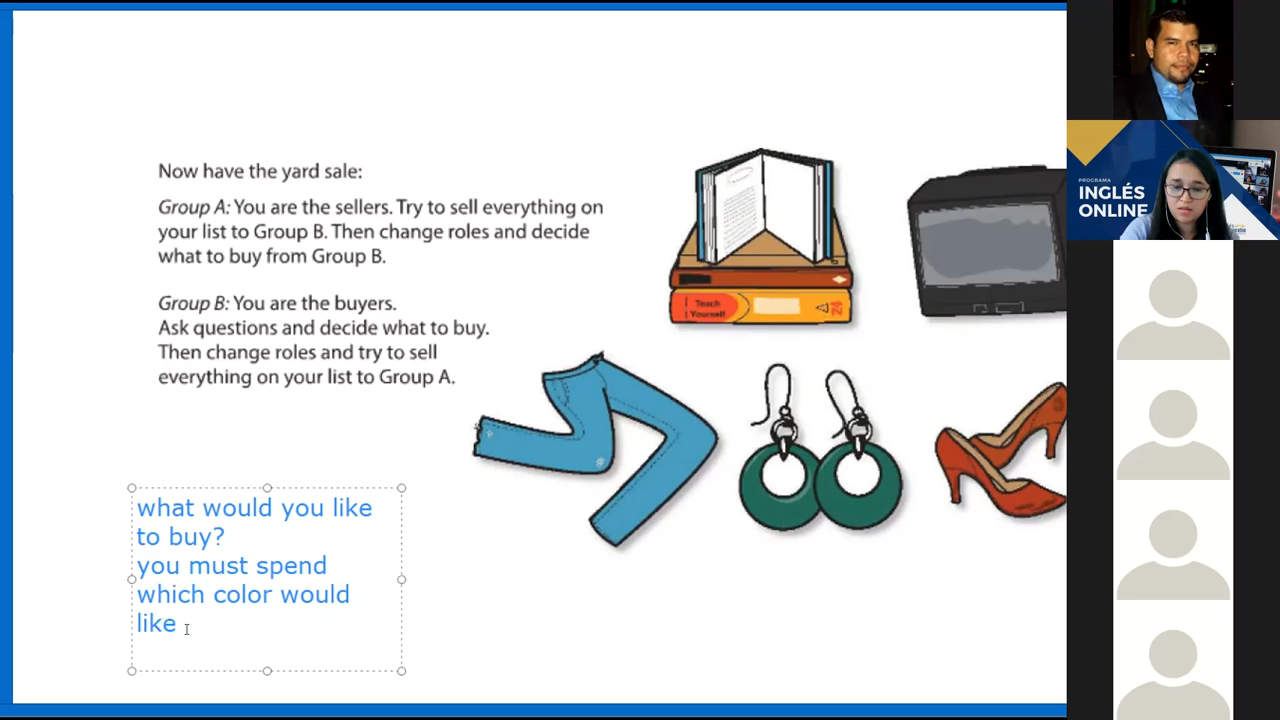 Now have the yard sale:
Group A: You are the sellers. Try to sell everything on
your list to Group B. Then change roles and decide
what to buy from Group B.
Group B: You are the buyers.
Ask questions and decide what to buy.
Then change roles and try to sell
everything on your list to Group A.
Teach
Yourself
what would you like
to buy?
you must spend
which color would
like
PROGRAMA
INGLÉS
ONLINE